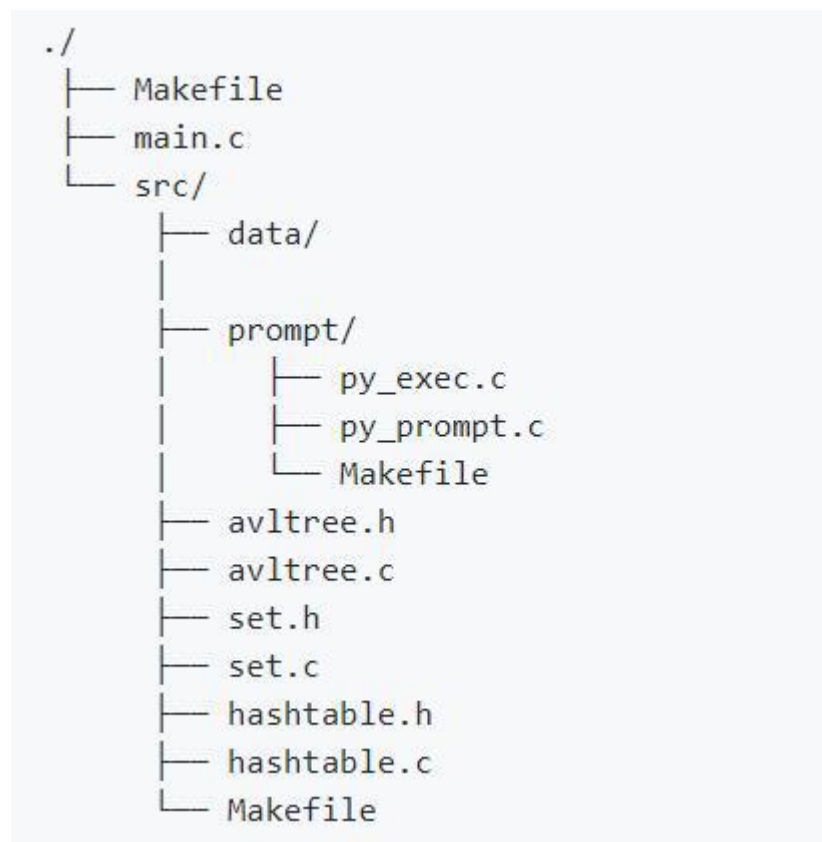 ./
├── Makefile
├── main.c
└── src/
    ├── data/
    │
    ├── prompt/
    │   ├── py_exec.c
    │   ├── py_prompt.c
    │   └── Makefile
    ├── avltree.h
    ├── avltree.c
    ├── set.h
    ├── set.c
    ├── hashtable.h
    ├── hashtable.c
    └── Makefile